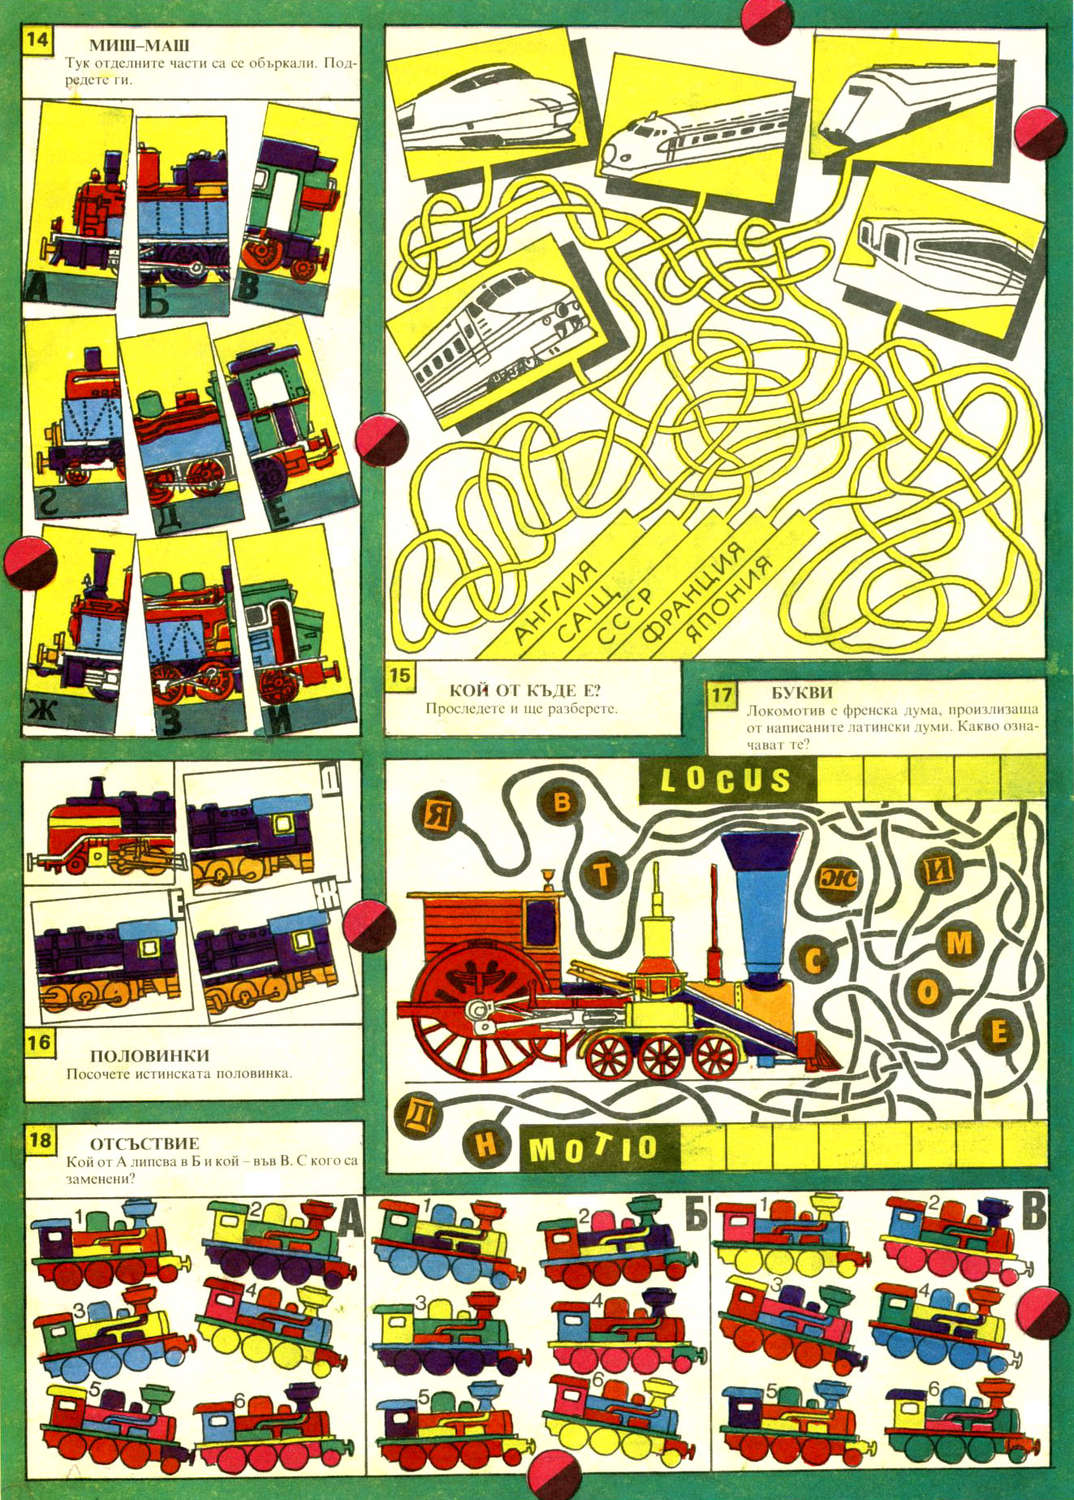 14
МИШ–МАШ
Тук отделните части са се объркали. Под-
редете ги.
А
Б
В
Г
Д
Е
Ж
З
И
АНГЛИЯ
САЩ
СССР
ФРАНЦИЯ
ЯПОНИЯ
15
КОЙ ОТ КЪДЕ Е?
Проследете и ще разберете.
17
БУКВИ
Локомотив е френска дума, произлизаща
от написаните латински думи. Какво озна-
чават те?
LOCUS
Я
В
Т
Ж
И
С
М
О
Е
Д
Н
MOTIO
I
II
III
16
ПОЛОВИНКИ
Посочете истинската половинка.
18
ОТСЪСТВИЕ
Кой от А липсва в Б и кой – във В. С кого са
заменени?
А
1
2
3
4
5
6
Б
1
2
3
4
5
6
В
1
2
3
4
5
6